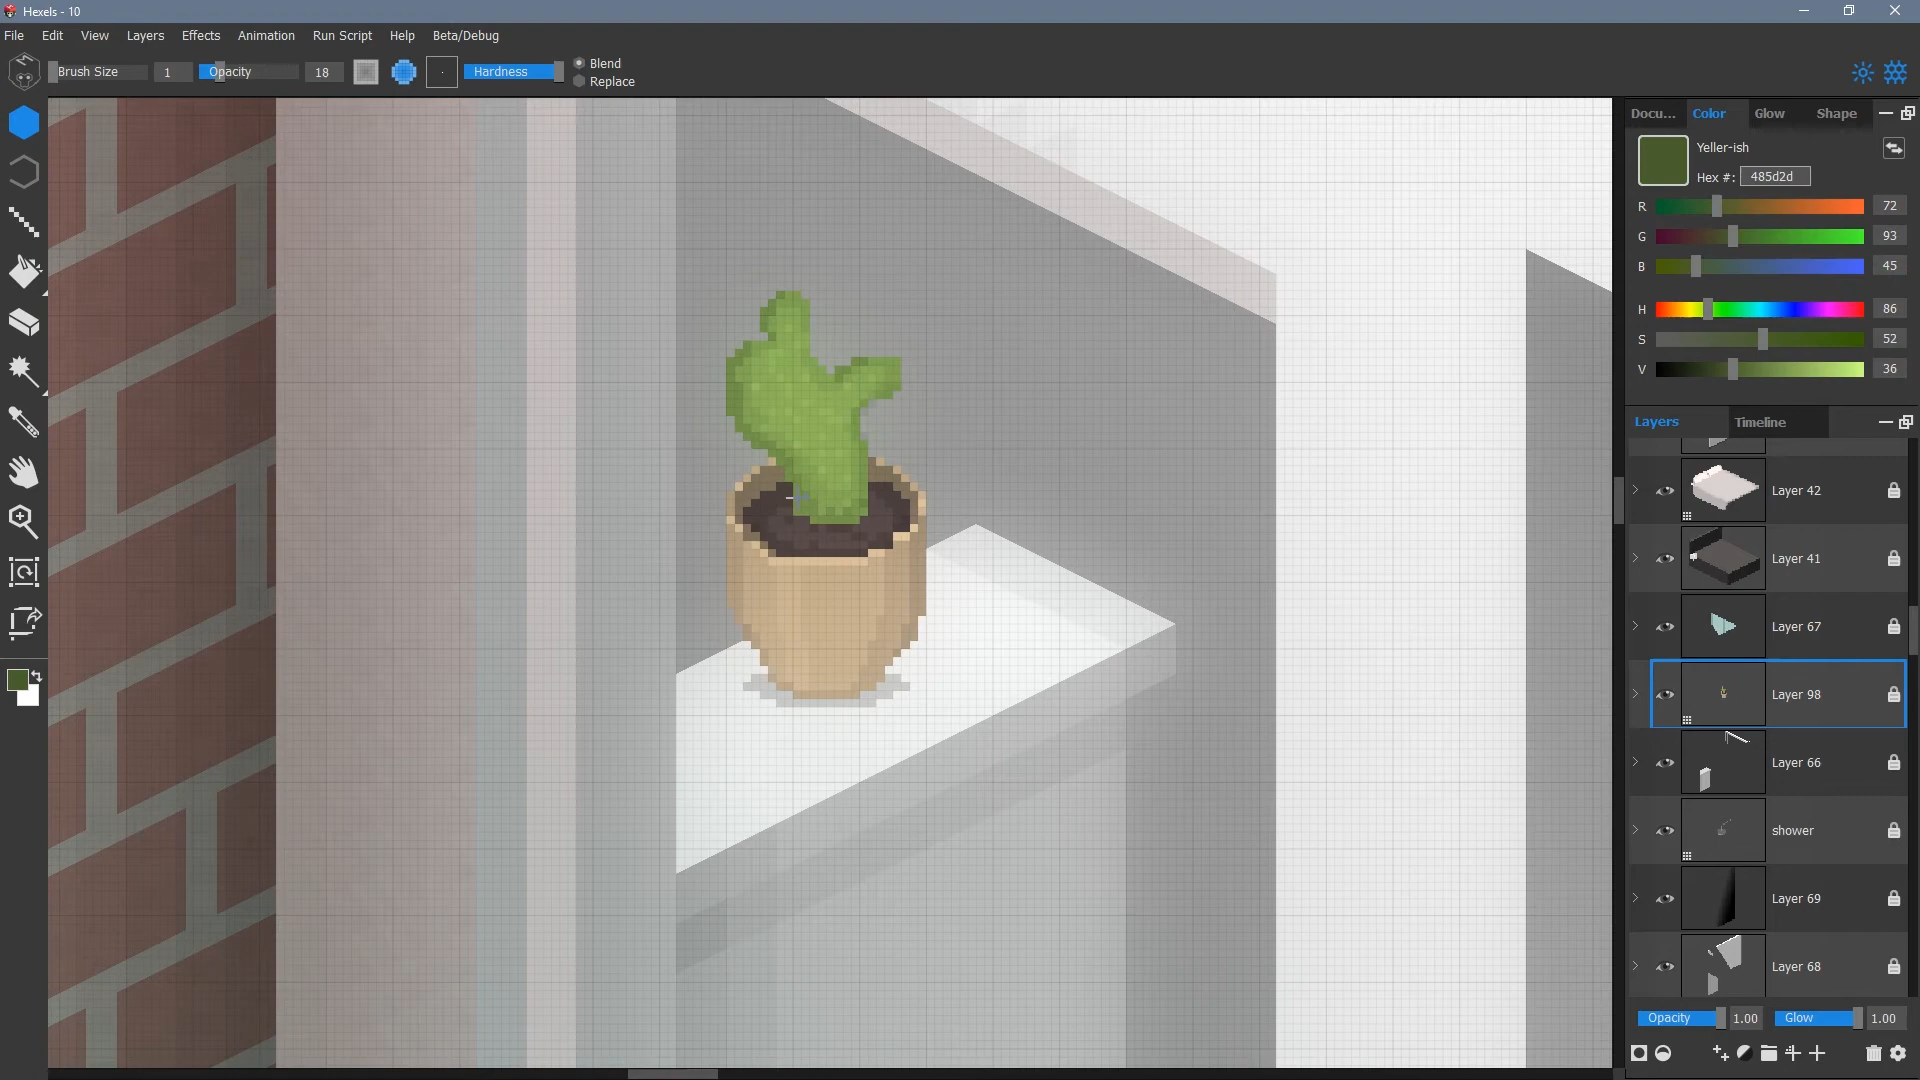 Hexels - 10
File Edit View Layers Effects Animation Run Script Help Beta/Debug
Brush Size 1 Opacity 18 Hardness Blend
Replace
Docu... Color Glow Shape
Yeller-ish
Hex #: 485d2d
R 72
G 93
B 45
H 86
S 52
V 36
Layers Timeline
Layer 42
Layer 41
Layer 67
Layer 98
Layer 66
shower
Layer 69
Layer 68
Opacity 1.00 Glow 1.00